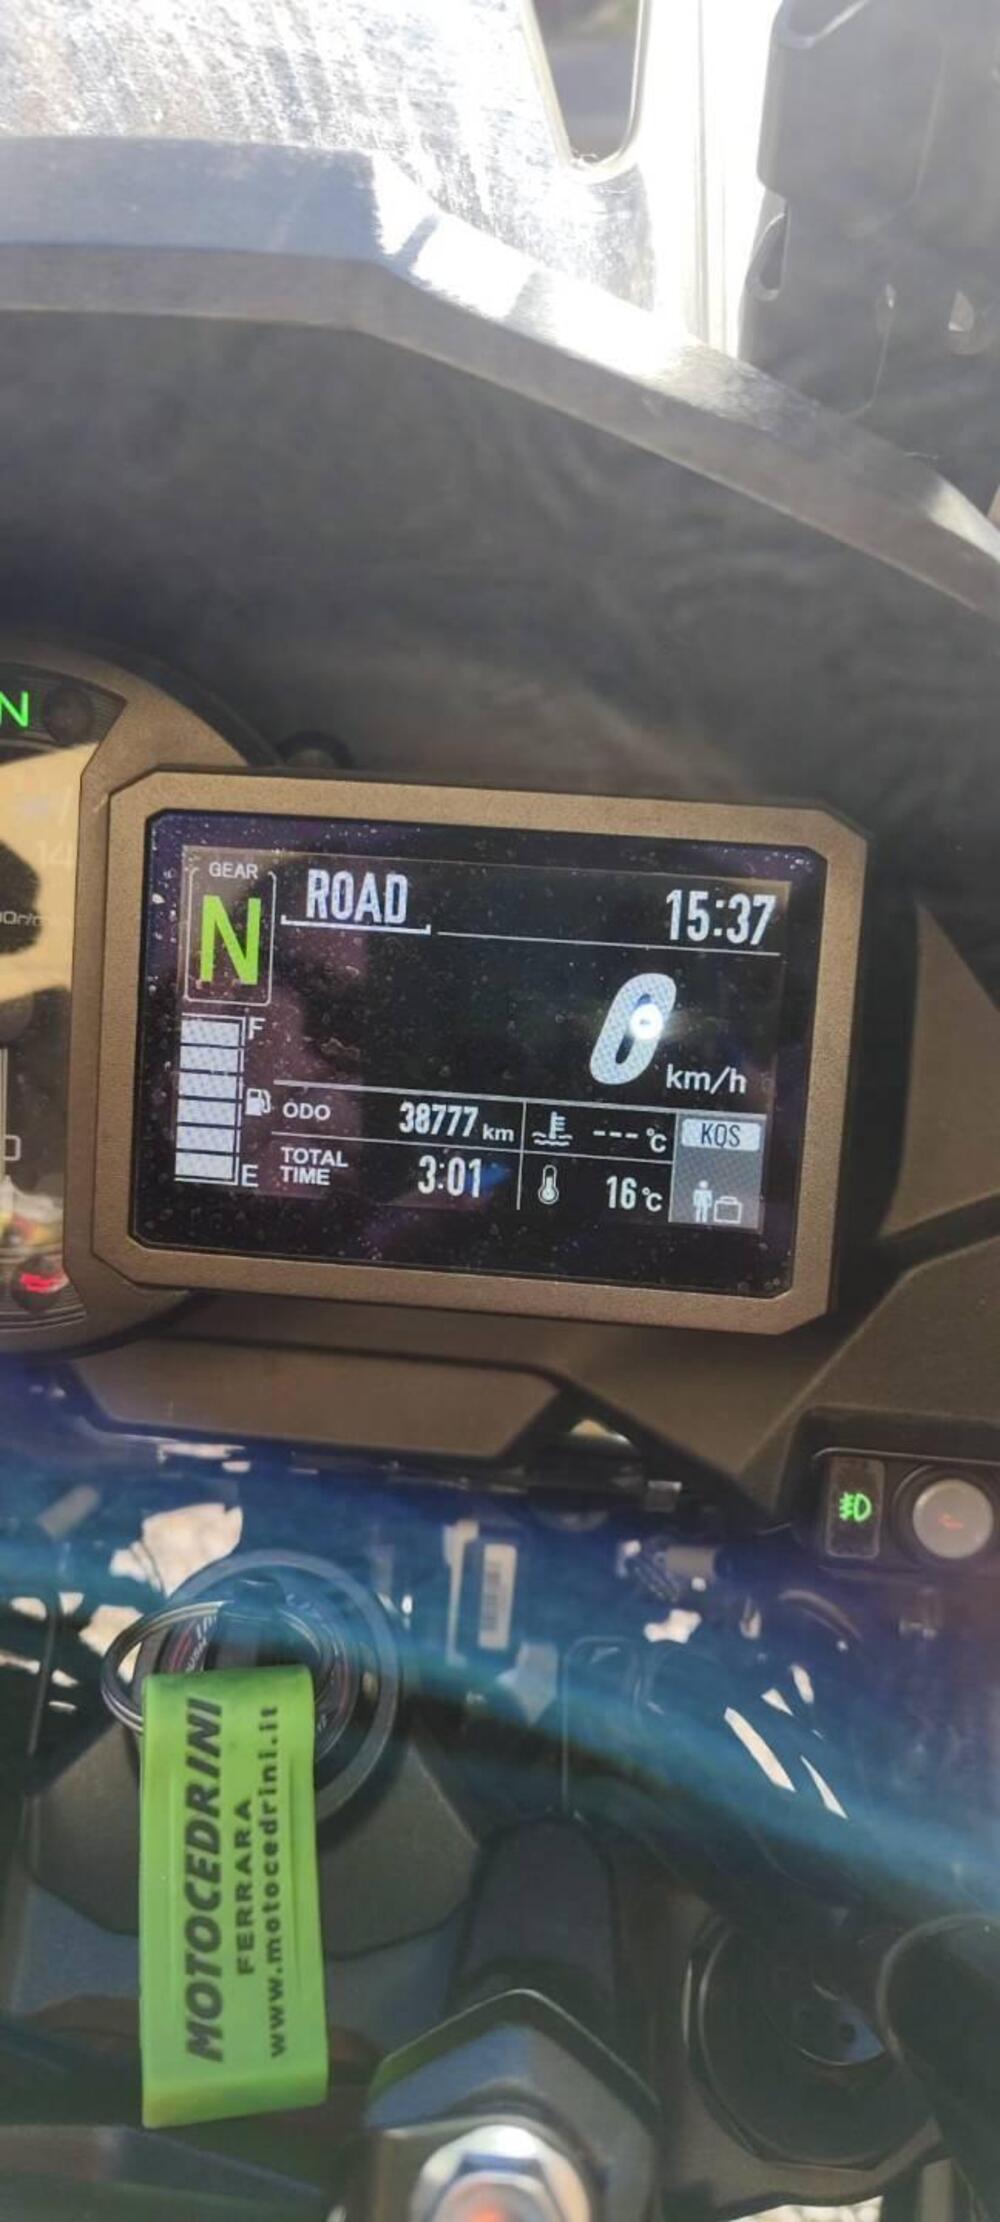 N
GEAR
N
ROAD
15:37
0
km/h
F
E
ODO
38777 km
TOTAL
TIME
3:01
--- °C
16 °C
KQS
MOTOCEDRINI
FERRARA
www.motocedrini.it